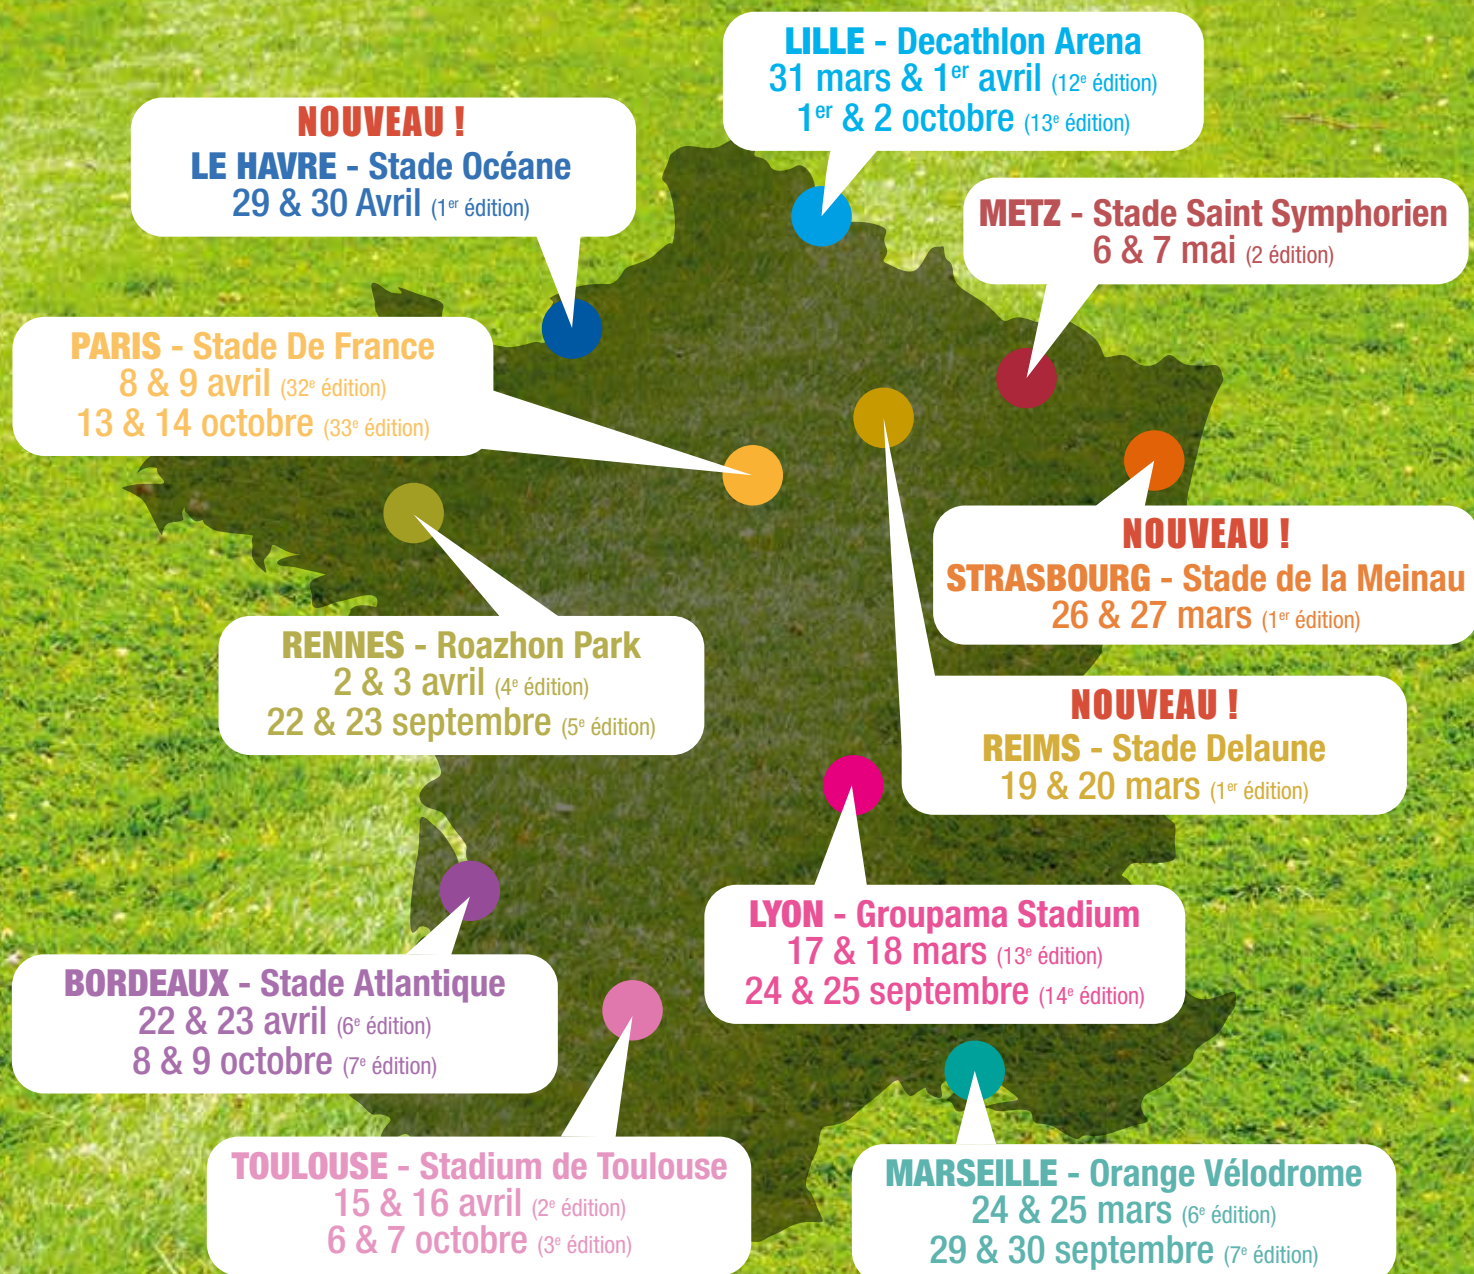 LILLE - Decathlon Arena
31 mars & 1er avril (12e édition)
1er & 2 octobre (13e édition)
NOUVEAU !
LE HAVRE - Stade Océane
29 & 30 Avril (1er édition)
METZ - Stade Saint Symphorien
6 & 7 mai (2 édition)
PARIS - Stade De France
8 & 9 avril (32e édition)
13 & 14 octobre (33e édition)
NOUVEAU !
STRASBOURG - Stade de la Meinau
26 & 27 mars (1er édition)
RENNES - Roazhon Park
2 & 3 avril (4e édition)
22 & 23 septembre (5e édition)
NOUVEAU !
REIMS - Stade Delaune
19 & 20 mars (1er édition)
LYON - Groupama Stadium
17 & 18 mars (13e édition)
24 & 25 septembre (14e édition)
BORDEAUX - Stade Atlantique
22 & 23 avril (6e édition)
8 & 9 octobre (7e édition)
TOULOUSE - Stadium de Toulouse
15 & 16 avril (2e édition)
6 & 7 octobre (3e édition)
MARSEILLE - Orange Vélodrome
24 & 25 mars (6e édition)
29 & 30 septembre (7e édition)